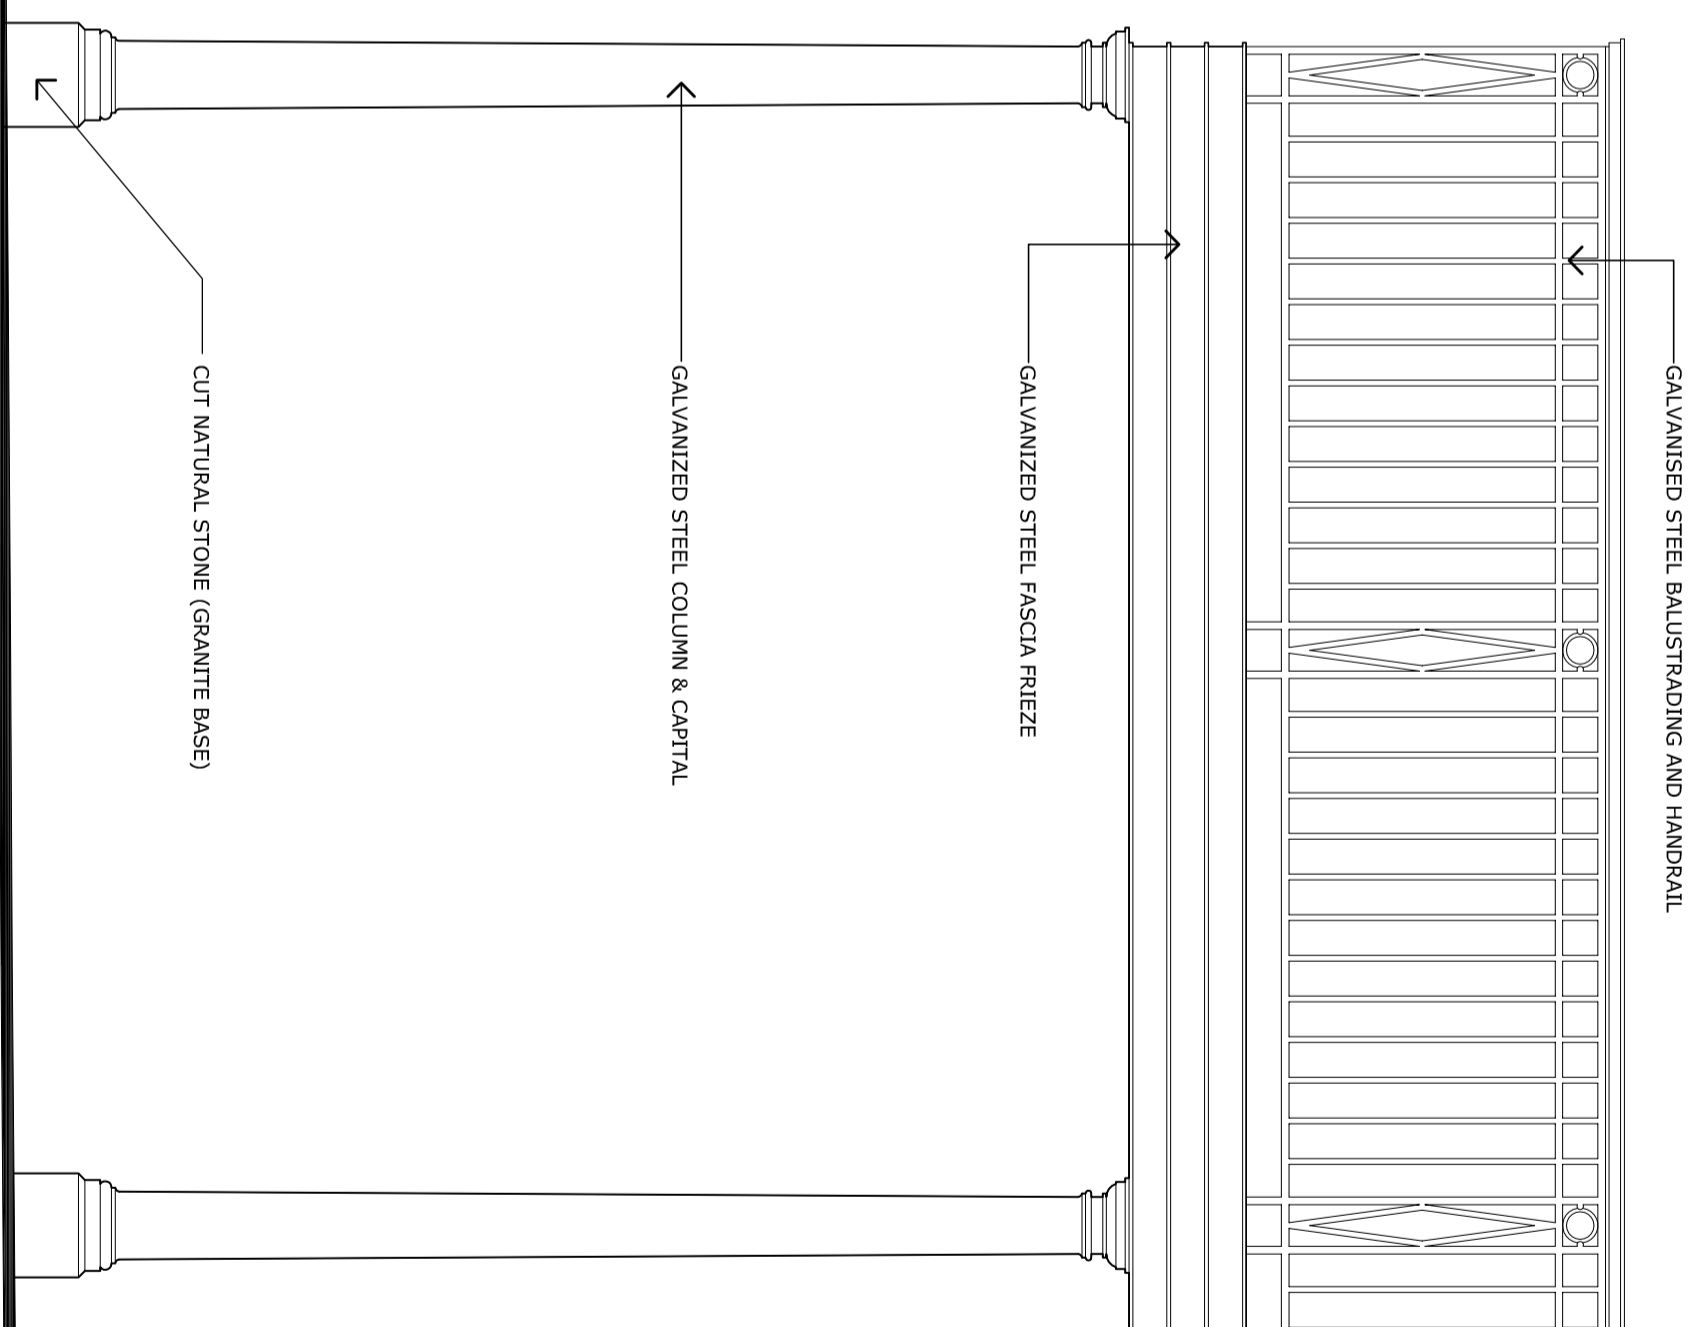 GALVANISED STEEL BALUSTRADING AND HANDRAIL
GALVANIZED STEEL FASCIA FRIEZE
GALVANIZED STEEL COLUMN & CAPITAL
CUT NATURAL STONE (GRANITE BASE)